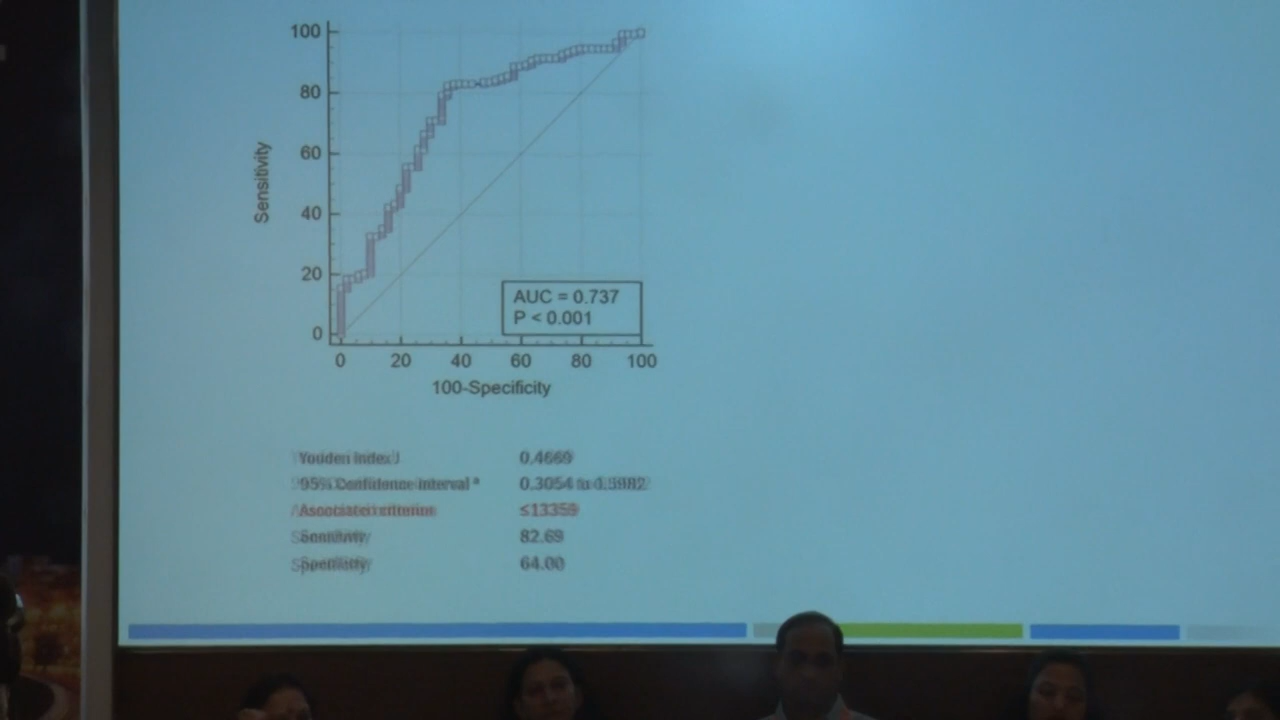 100
80
60
40
20
0
Sensitivity
AUC = 0.737
P < 0.001
0 20 40 60 80 100
100-Specificity
Youden index J 0.4669
95% Confidence interval ª 0.3054 to
Associated criterion
Sensitivity 82.69
Specificity 64.00